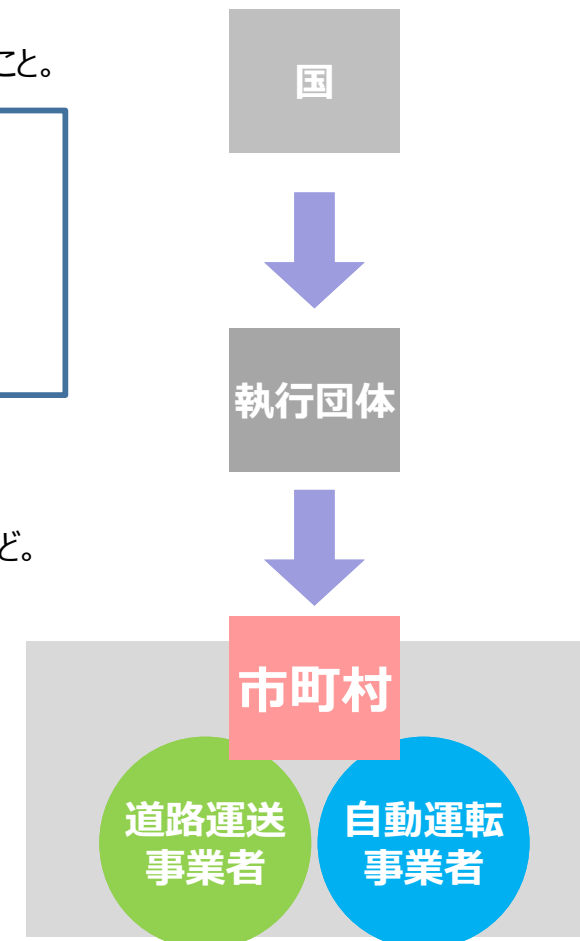 こと。
国
執行団体
ど。
市町村
道路運送
事業者
自動運転
事業者